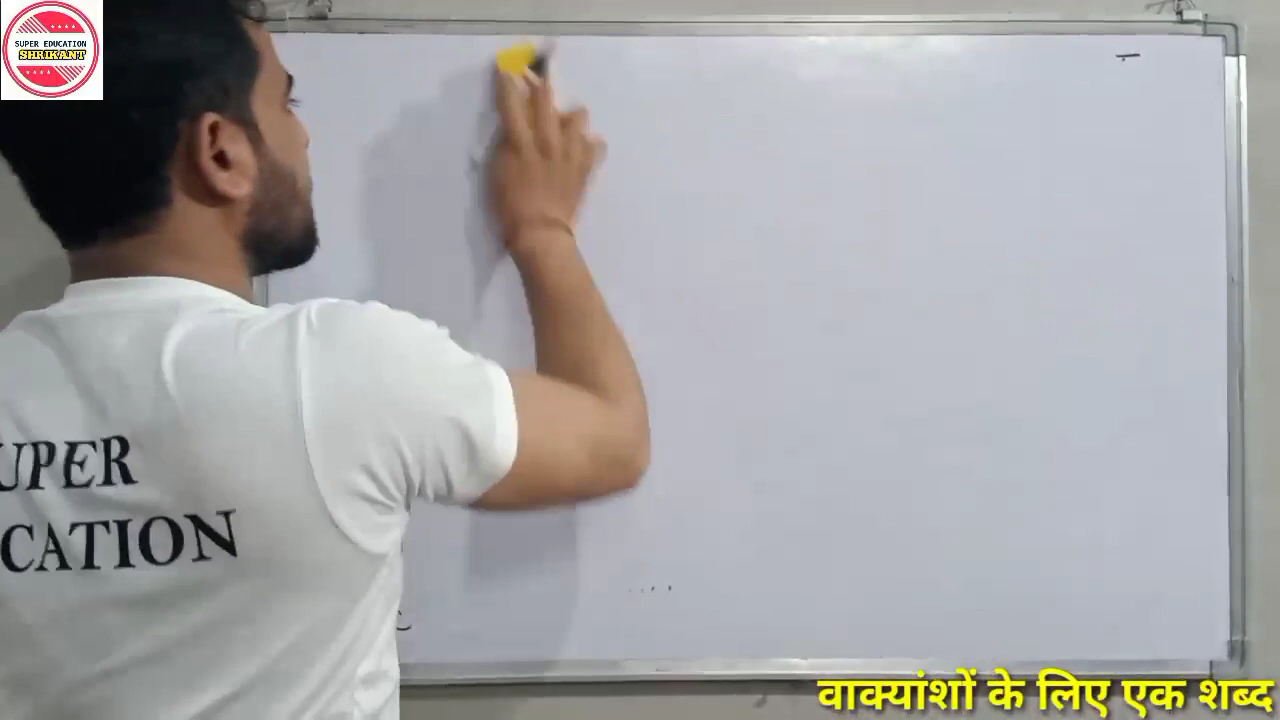 SUPER EDUCATION
SHRIKANT
UPER
CATION
वाक्यांशों के लिए एक शब्द